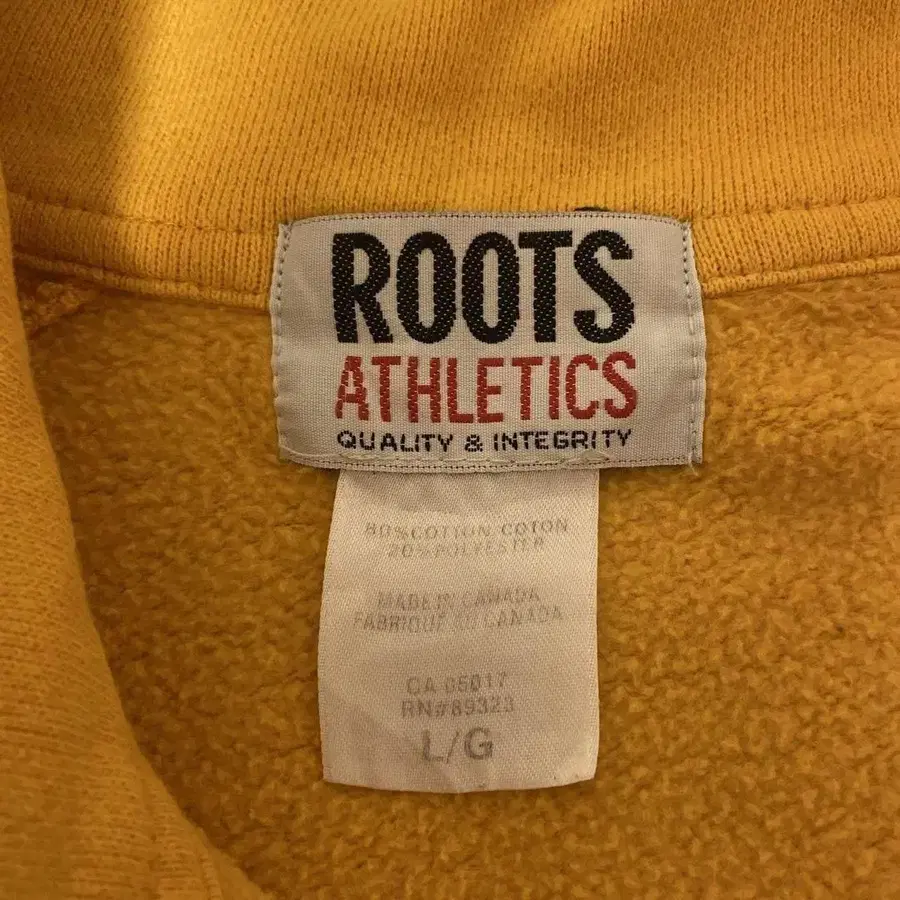 ROOTS
ATHLETICS
QUALITY & INTEGRITY
80% COTTON COTON
20% POLYESTER
MADE IN CANADA
FABRIQUE AU CANADA
CA 05017
RN#89323
L/G